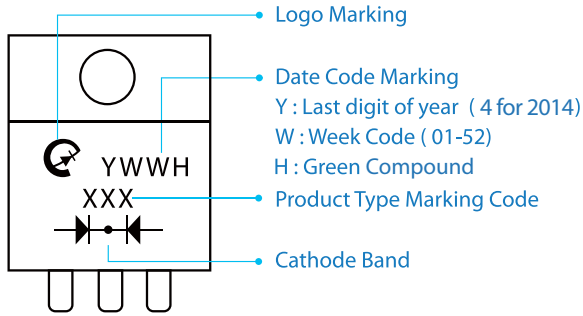 Logo Marking
Date Code Marking
Y : Last digit of year ( 4 for 2014)
W : Week Code ( 01-52)
H : Green Compound
YWWH
XXX
Product Type Marking Code
Cathode Band